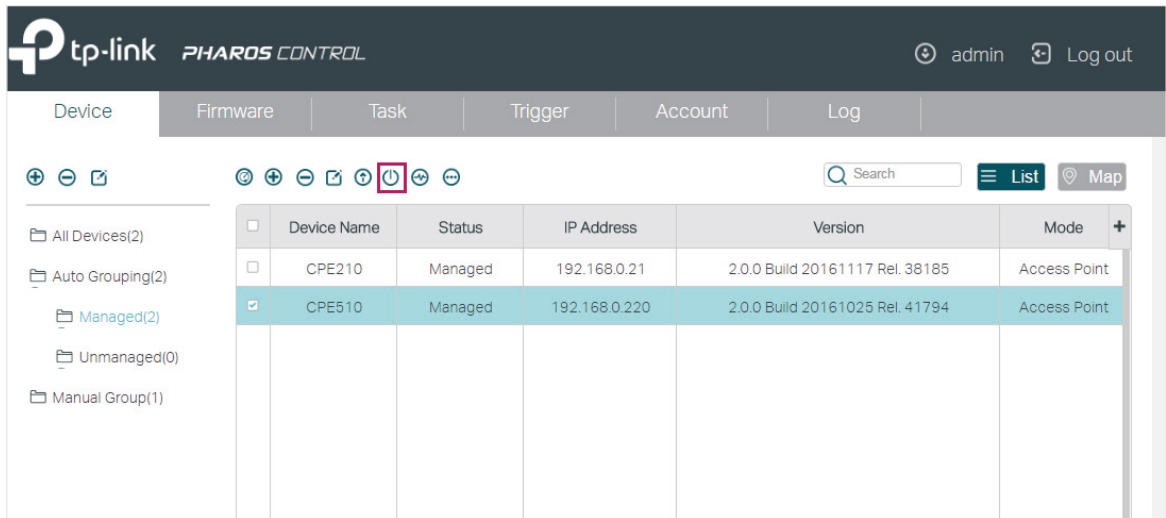 tp-link PHAROS CONTROL admin Log out
Device Firmware Task Trigger Account Log
Search List Map
All Devices(2)
Auto Grouping(2)
Managed(2)
Unmanaged(0)
Manual Group(1)
Device Name Status IP Address Version Mode +
CPE210 Managed 192.168.0.21 2.0.0 Build 20161117 Rel. 38185 Access Point
CPE510 Managed 192.168.0.220 2.0.0 Build 20161025 Rel. 41794 Access Point